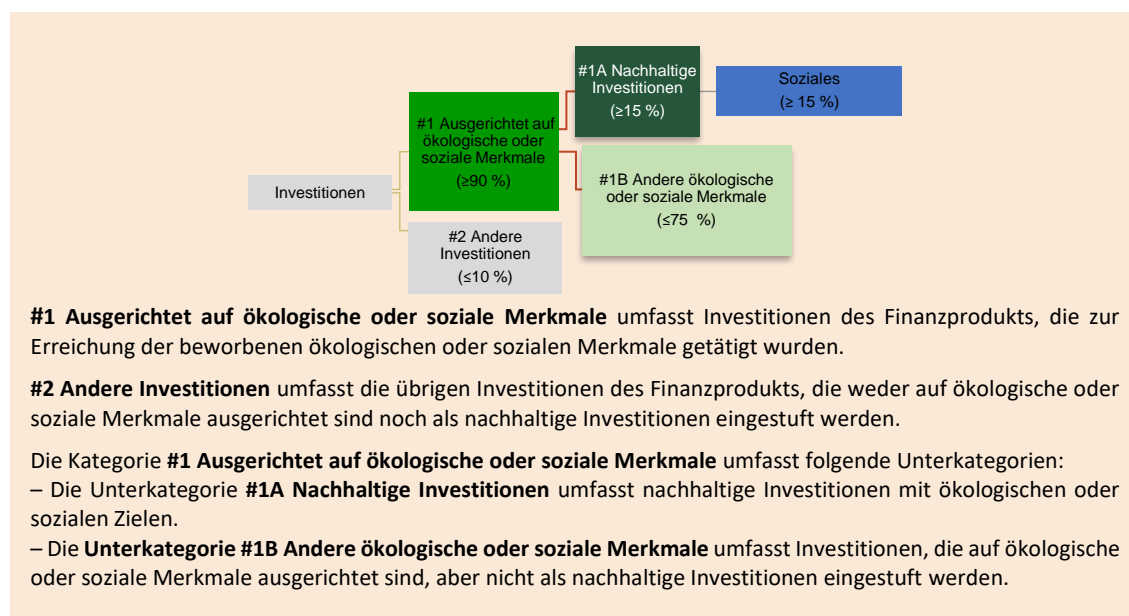 #1A Nachhaltige
Investitionen
(≥15 %)
Soziales
(≥ 15 %)
#1 Ausgerichtet auf
ökologische oder
soziale Merkmale
(≥90 %)
#1B Andere ökologische
oder soziale Merkmale
(≤75 %)
Investitionen
#2 Andere
Investitionen
(≤10 %)
#1 Ausgerichtet auf ökologische oder soziale Merkmale umfasst Investitionen des Finanzprodukts, die zur
Erreichung der beworbenen ökologischen oder sozialen Merkmale getätigt wurden.
#2 Andere Investitionen umfasst die übrigen Investitionen des Finanzprodukts, die weder auf ökologische oder
soziale Merkmale ausgerichtet sind noch als nachhaltige Investitionen eingestuft werden.
Die Kategorie #1 Ausgerichtet auf ökologische oder soziale Merkmale umfasst folgende Unterkategorien:
– Die Unterkategorie #1A Nachhaltige Investitionen umfasst nachhaltige Investitionen mit ökologischen oder
sozialen Zielen.
– Die Unterkategorie #1B Andere ökologische oder soziale Merkmale umfasst Investitionen, die auf ökologische
oder soziale Merkmale ausgerichtet sind, aber nicht als nachhaltige Investitionen eingestuft werden.